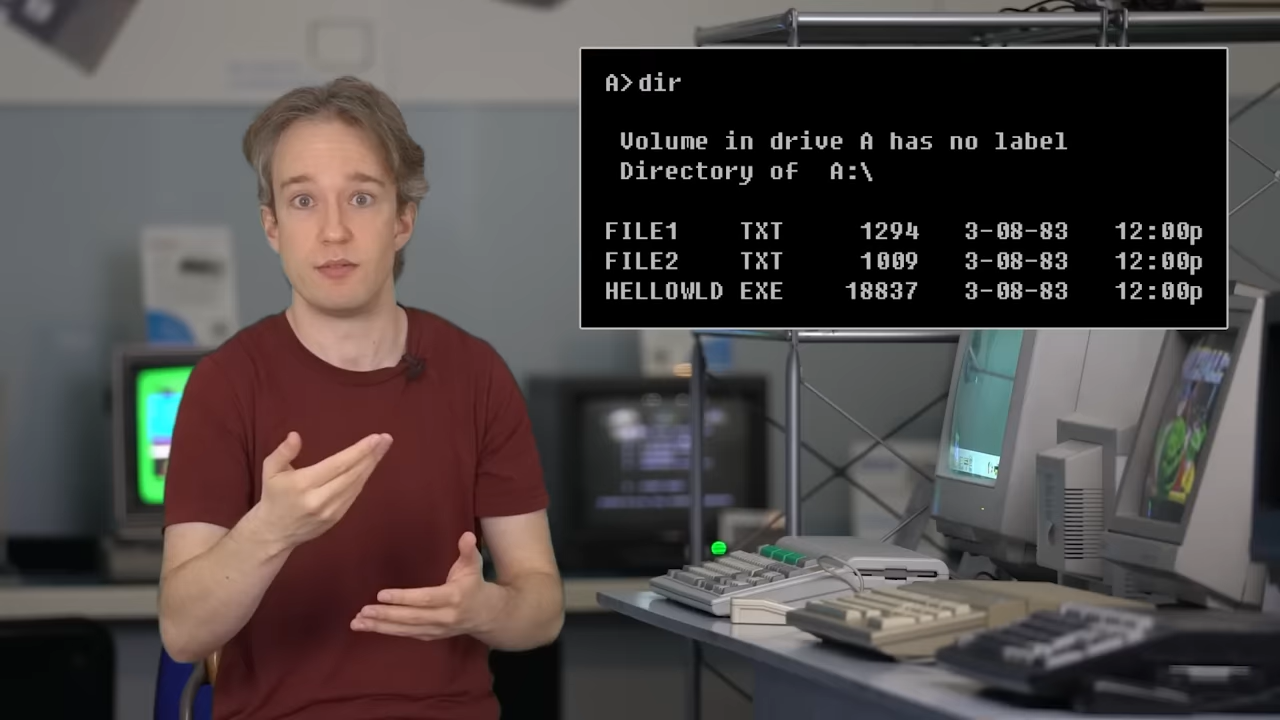 A>dir
Volume in drive A has no label
Directory of  A:\
FILE1    TXT     1294   3-08-83   12:00p
FILE2    TXT     1009   3-08-83   12:00p
HELLOWLD EXE    18837   3-08-83   12:00p